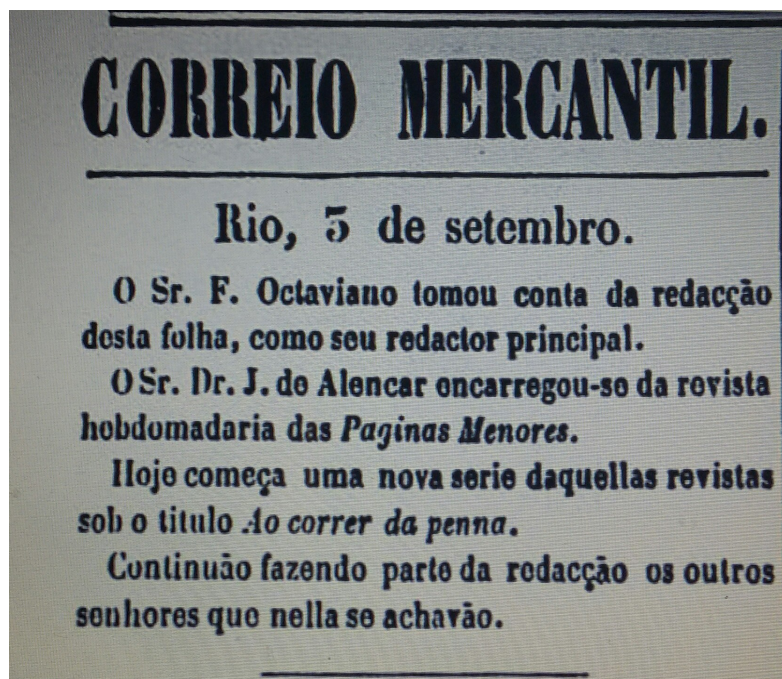 CORREIO MERCANTIL.
Rio, 3 de setembro.
O Sr. F. Octaviano tomou conta da redacção
desta folha, como seu redactor principal.
O Sr. Dr. J. de Alencar encarregou-se da revista
hebdomadaria das Paginas Menores.
Hoje começa uma nova serie daquellas revistas
sob o titulo Ao correr da penna.
Continuão fazendo parte da redacção os outros
senhores que nella se achavão.